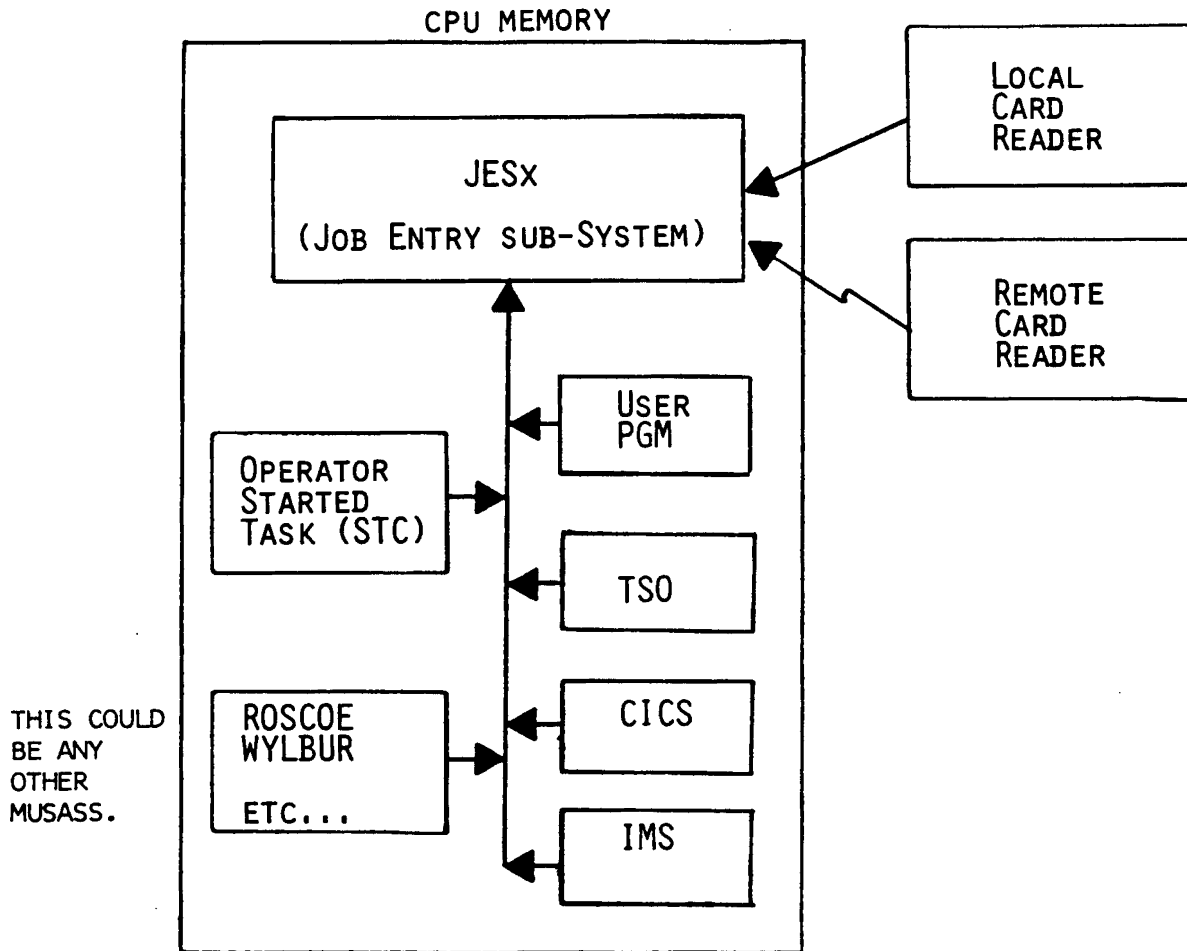 CPU MEMORY
JESx
(JOB ENTRY SUB-SYSTEM)
LOCAL
CARD
READER
REMOTE
CARD
READER
USER
PGM
OPERATOR
STARTED
TASK (STC)
TSO
THIS COULD
BE ANY
OTHER
MUSASS.
ROSCOE
WYLBUR
ETC...
CICS
IMS